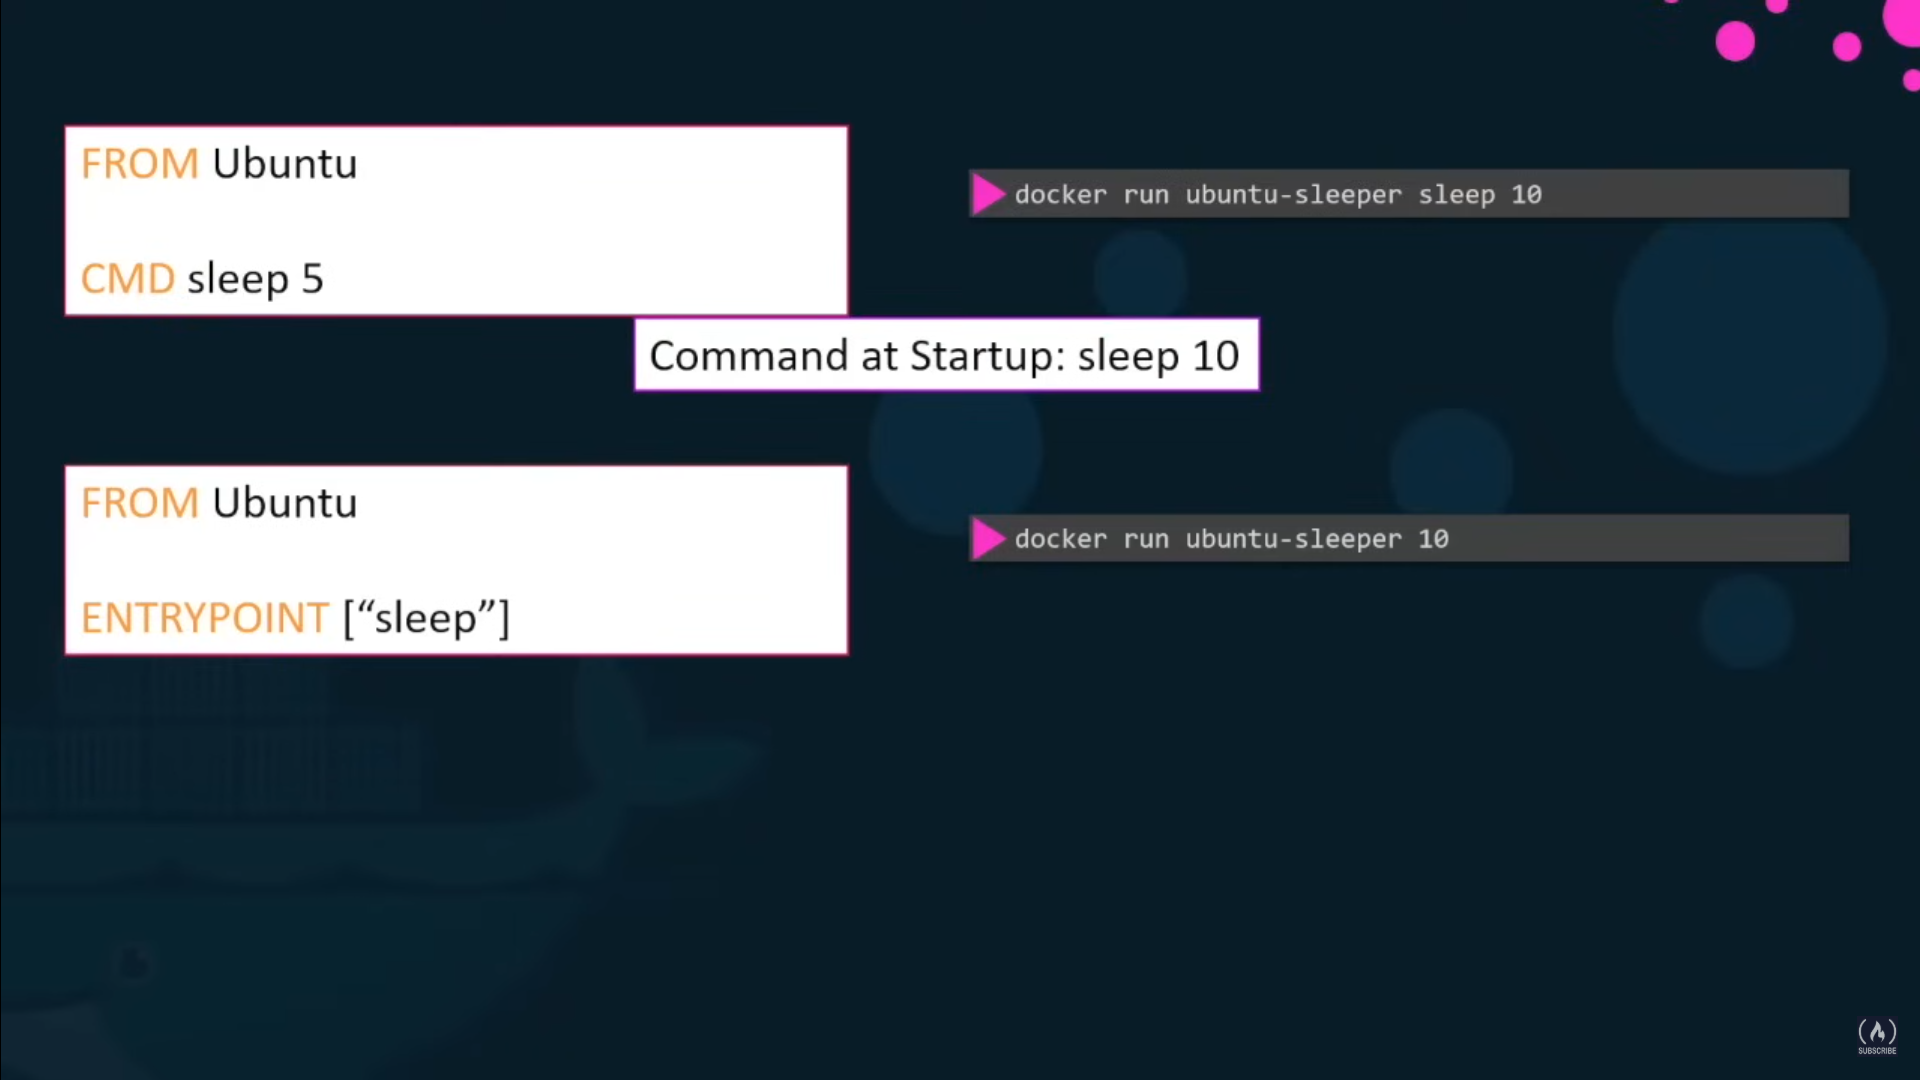 FROM Ubuntu
CMD sleep 5
docker run ubuntu-sleeper sleep 10
Command at Startup: sleep 10
FROM Ubuntu
ENTRYPOINT [“sleep”]
docker run ubuntu-sleeper 10
SUBSCRIBE